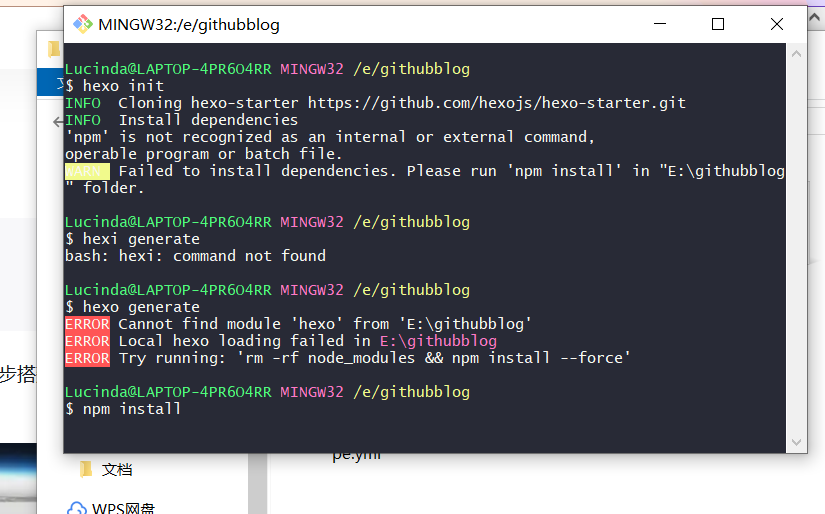 MINGW32:/e/githubblog
Lucinda@LAPTOP-4PR6O4RR MINGW32 /e/githubblog
$ hexo init
INFO  Cloning hexo-starter https://github.com/hexojs/hexo-starter.git
INFO  Install dependencies
'npm' is not recognized as an internal or external command,
operable program or batch file.
WARN  Failed to install dependencies. Please run 'npm install' in "E:\githubblog
" folder.
Lucinda@LAPTOP-4PR6O4RR MINGW32 /e/githubblog
$ hexi generate
bash: hexi: command not found
Lucinda@LAPTOP-4PR6O4RR MINGW32 /e/githubblog
$ hexo generate
ERROR Cannot find module 'hexo' from 'E:\githubblog'
ERROR Local hexo loading failed in E:\githubblog
ERROR Try running: 'rm -rf node_modules && npm install --force'
Lucinda@LAPTOP-4PR6O4RR MINGW32 /e/githubblog
$ npm install
步搭
pe.yml
文档
WPS网盘